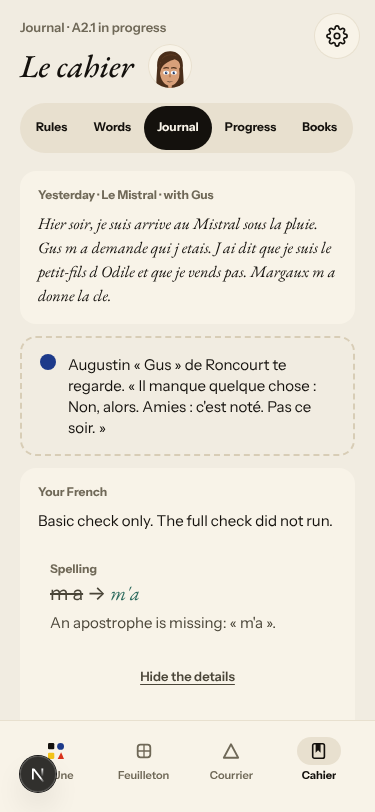 Journal · A2.1 in progress
Le cahier
Rules Words Journal Progress Books
Yesterday · Le Mistral · with Gus
Hier soir, je suis arrive au Mistral sous la pluie.
Gus m a demande qui j etais. J ai dit que je suis le
petit-fils d Odile et que je vends pas. Margaux m a
donne la cle.
Augustin « Gus » de Roncourt te
regarde. « Il manque quelque chose :
Non, alors. Amies : c'est noté. Pas ce
soir. »
Your French
Basic check only. The full check did not run.
Spelling
m a → m'a
An apostrophe is missing: « m'a ».
Hide the details
N Une Feuilleton Courrier Cahier